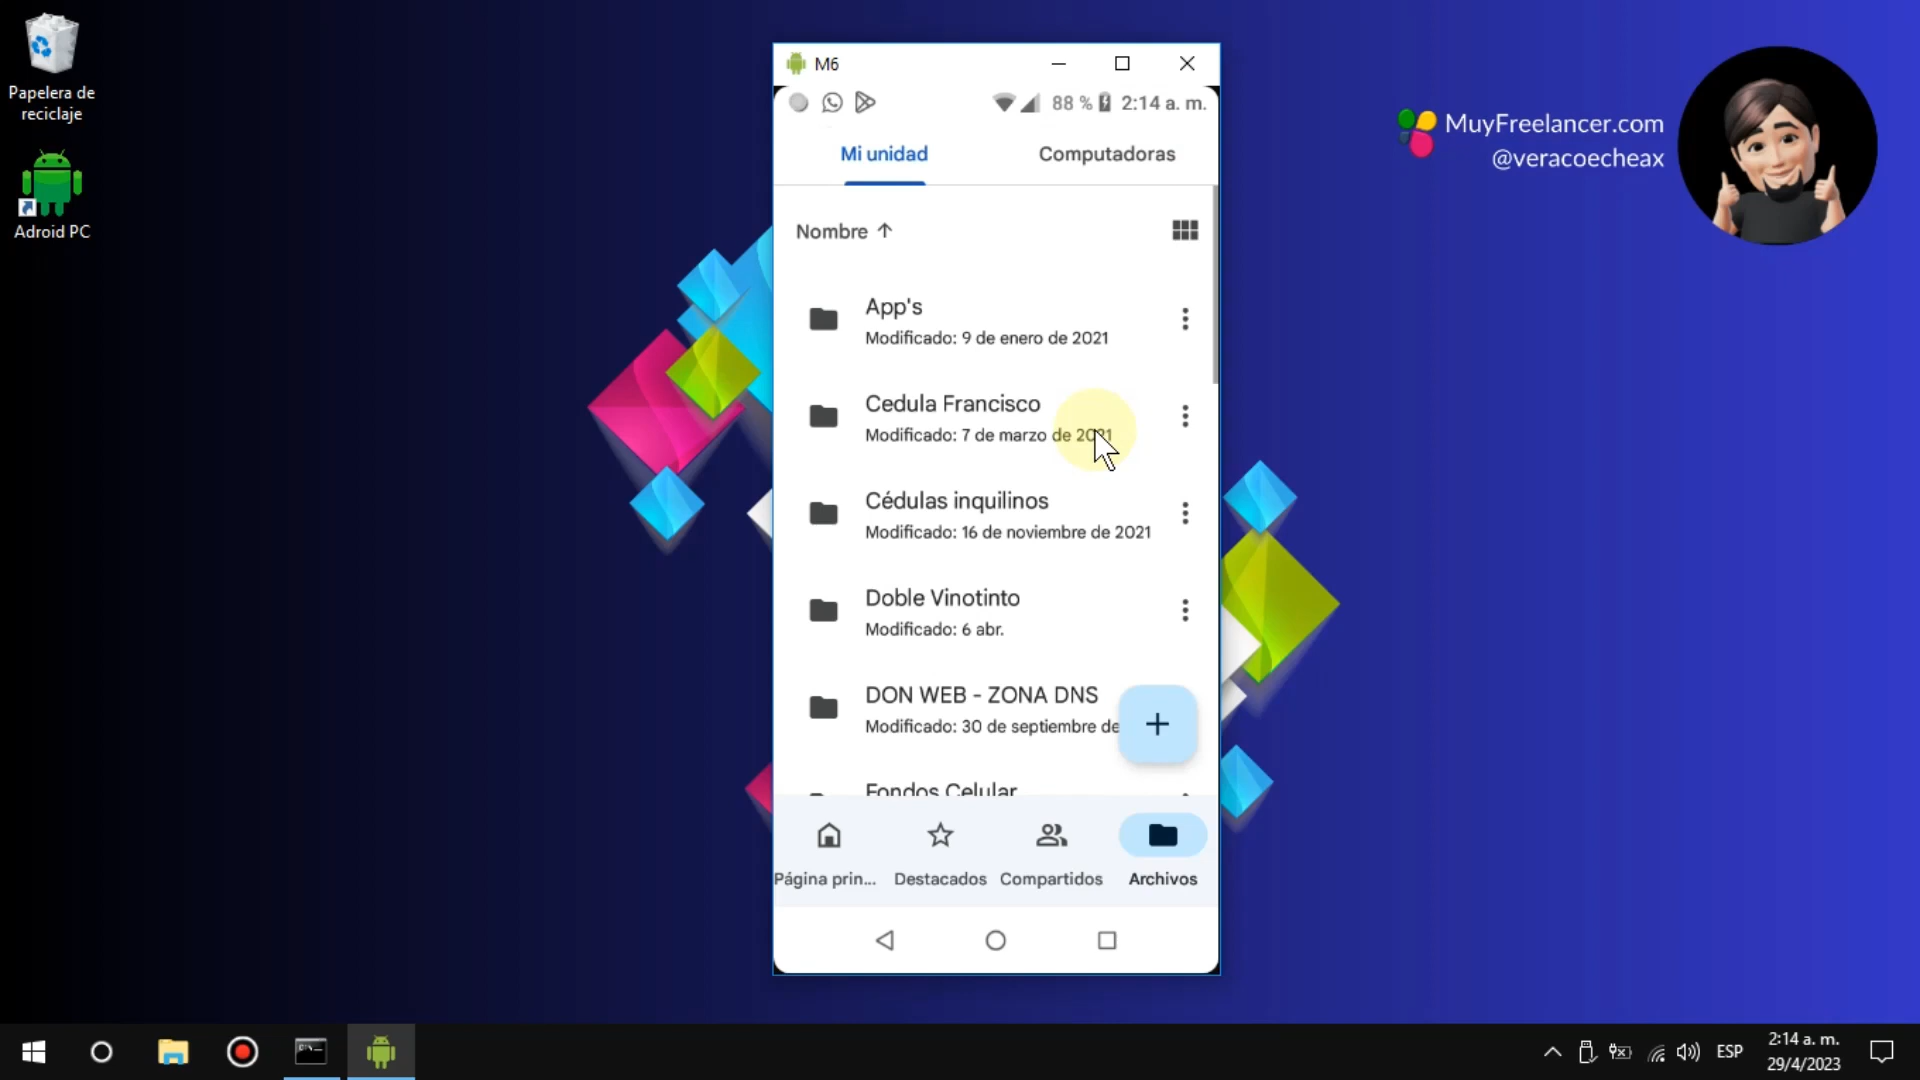 Papelera de
reciclaje
Adroid PC
M6
88 %
2:14 a. m.
Mi unidad
Computadoras
Nombre
App's
Modificado: 9 de enero de 2021
Cedula Francisco
Modificado: 7 de marzo de 2021
Cédulas inquilinos
Modificado: 16 de noviembre de 2021
Doble Vinotinto
Modificado: 6 abr.
DON WEB - ZONA DNS
Modificado: 30 de septiembre de
Fondos Celular
Página prin...
Destacados
Compartidos
Archivos
MuyFreelancer.com
@veracoecheax
ESP
2:14 a. m.
29/4/2023